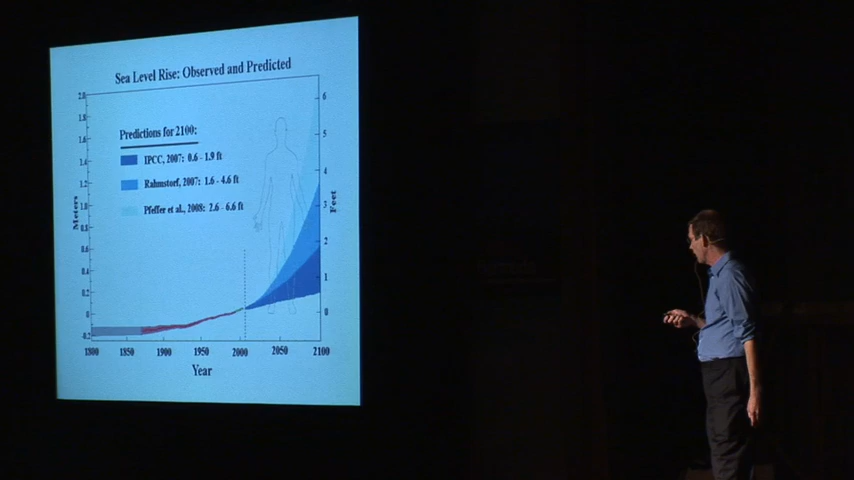 Sea Level Rise: Observed and Predicted
2.0
1.8
1.6
1.4
1.2
1.0
0.8
0.6
0.4
0.2
0
-0.2
Meters
Predictions for 2100:
IPCC, 2007: 0.6 - 1.9 ft
Rahmstorf, 2007: 1.6 - 4.6 ft
Pfeffer et al., 2008: 2.6 - 6.6 ft
6
5
4
3
2
1
0
Feet
1800 1850 1900 1950 2000 2050 2100
Year